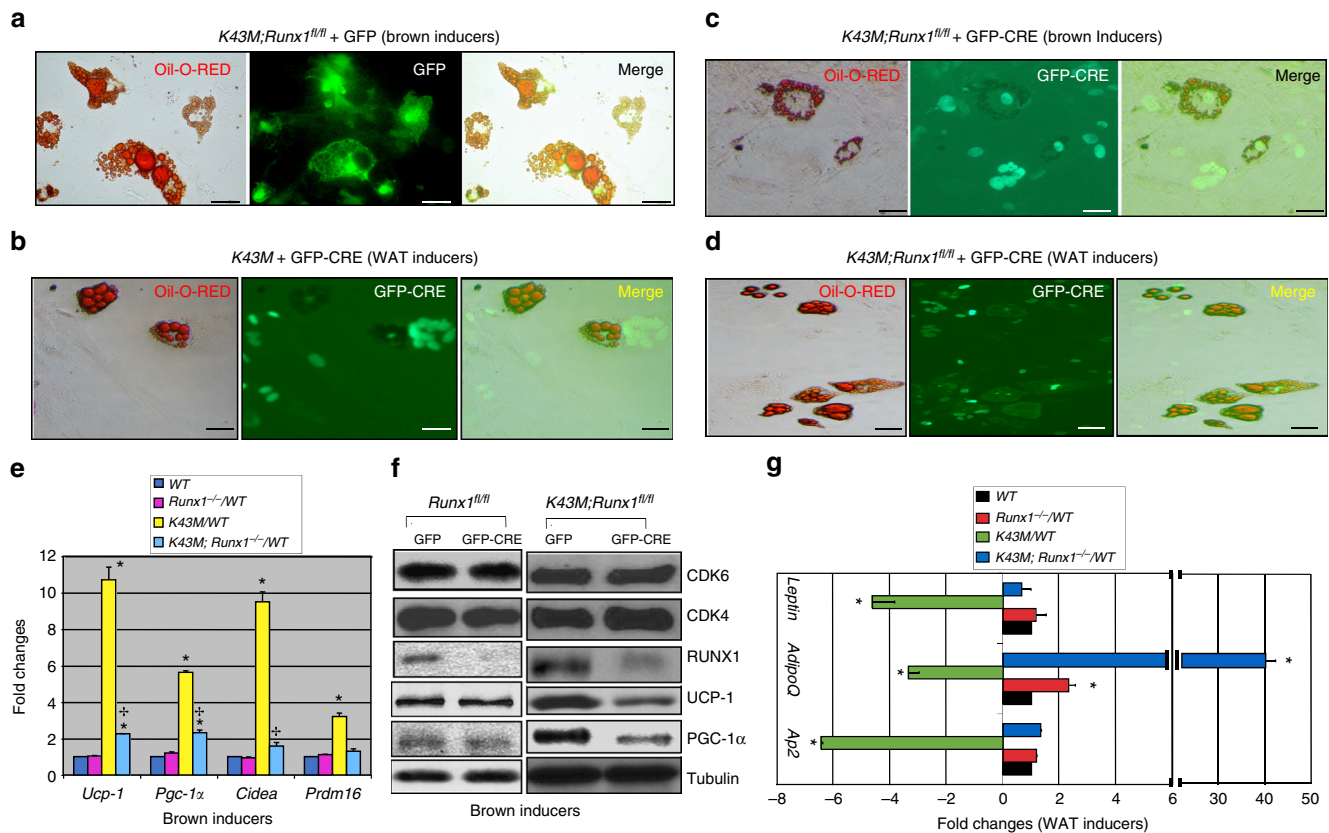 a
K43M;Runx1fl/fl + GFP (brown inducers)
Oil-O-RED
GFP
Merge
c
K43M;Runx1fl/fl + GFP-CRE (brown Inducers)
Oil-O-RED
GFP-CRE
Merge
b
K43M + GFP-CRE (WAT inducers)
Oil-O-RED
GFP-CRE
Merge
d
K43M;Runx1fl/fl + GFP-CRE (WAT inducers)
Oil-O-RED
GFP-CRE
Merge
e
WT
Runx1–/–/WT
K43M/WT
K43M; Runx1–/–/WT
Fold changes
12
10
8
6
4
2
0
*
‡
*
*
‡
*
*
‡
*
Ucp-1
Pgc-1α
Cidea
Prdm16
Brown inducers
f
Runx1fl/fl
K43M;Runx1fl/fl
GFP
GFP-CRE
GFP
GFP-CRE
CDK6
CDK4
RUNX1
UCP-1
PGC-1α
Tubulin
Brown inducers
g
WT
Runx1–/–/WT
K43M/WT
K43M; Runx1–/–/WT
Leptin
AdipoQ
Ap2
*
*
*
*
*
–8
–6
–4
–2
0
2
4
6
30
40
50
Fold changes (WAT inducers)